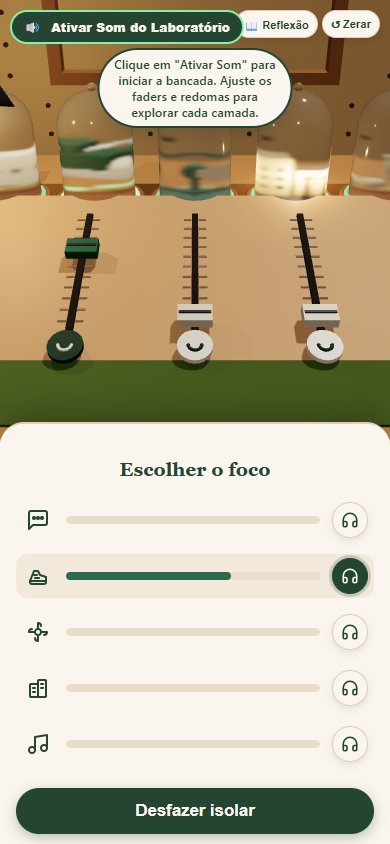 Ativar Som do Laboratório
Reflexão
↺ Zerar
Clique em "Ativar Som" para
iniciar a bancada. Ajuste os
faders e redomas para
explorar cada camada.
Escolher o foco
Desfazer isolar